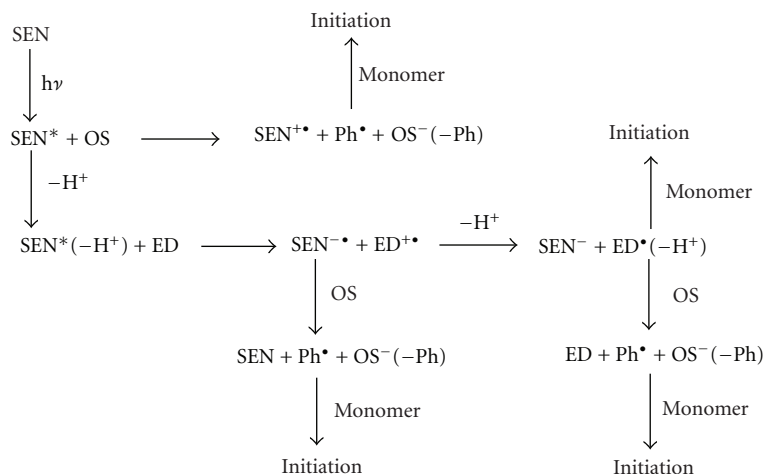 Initiation
SEN
hν
Monomer
SEN* + OS
SEN⁺• + Ph• + OS⁻(−Ph)
Initiation
−H⁺
Monomer
SEN*(−H⁺) + ED
SEN⁻• + ED⁺•
−H⁺
SEN⁻ + ED•(−H⁺)
OS
OS
SEN + Ph• + OS⁻(−Ph)
ED + Ph• + OS⁻(−Ph)
Monomer
Monomer
Initiation
Initiation